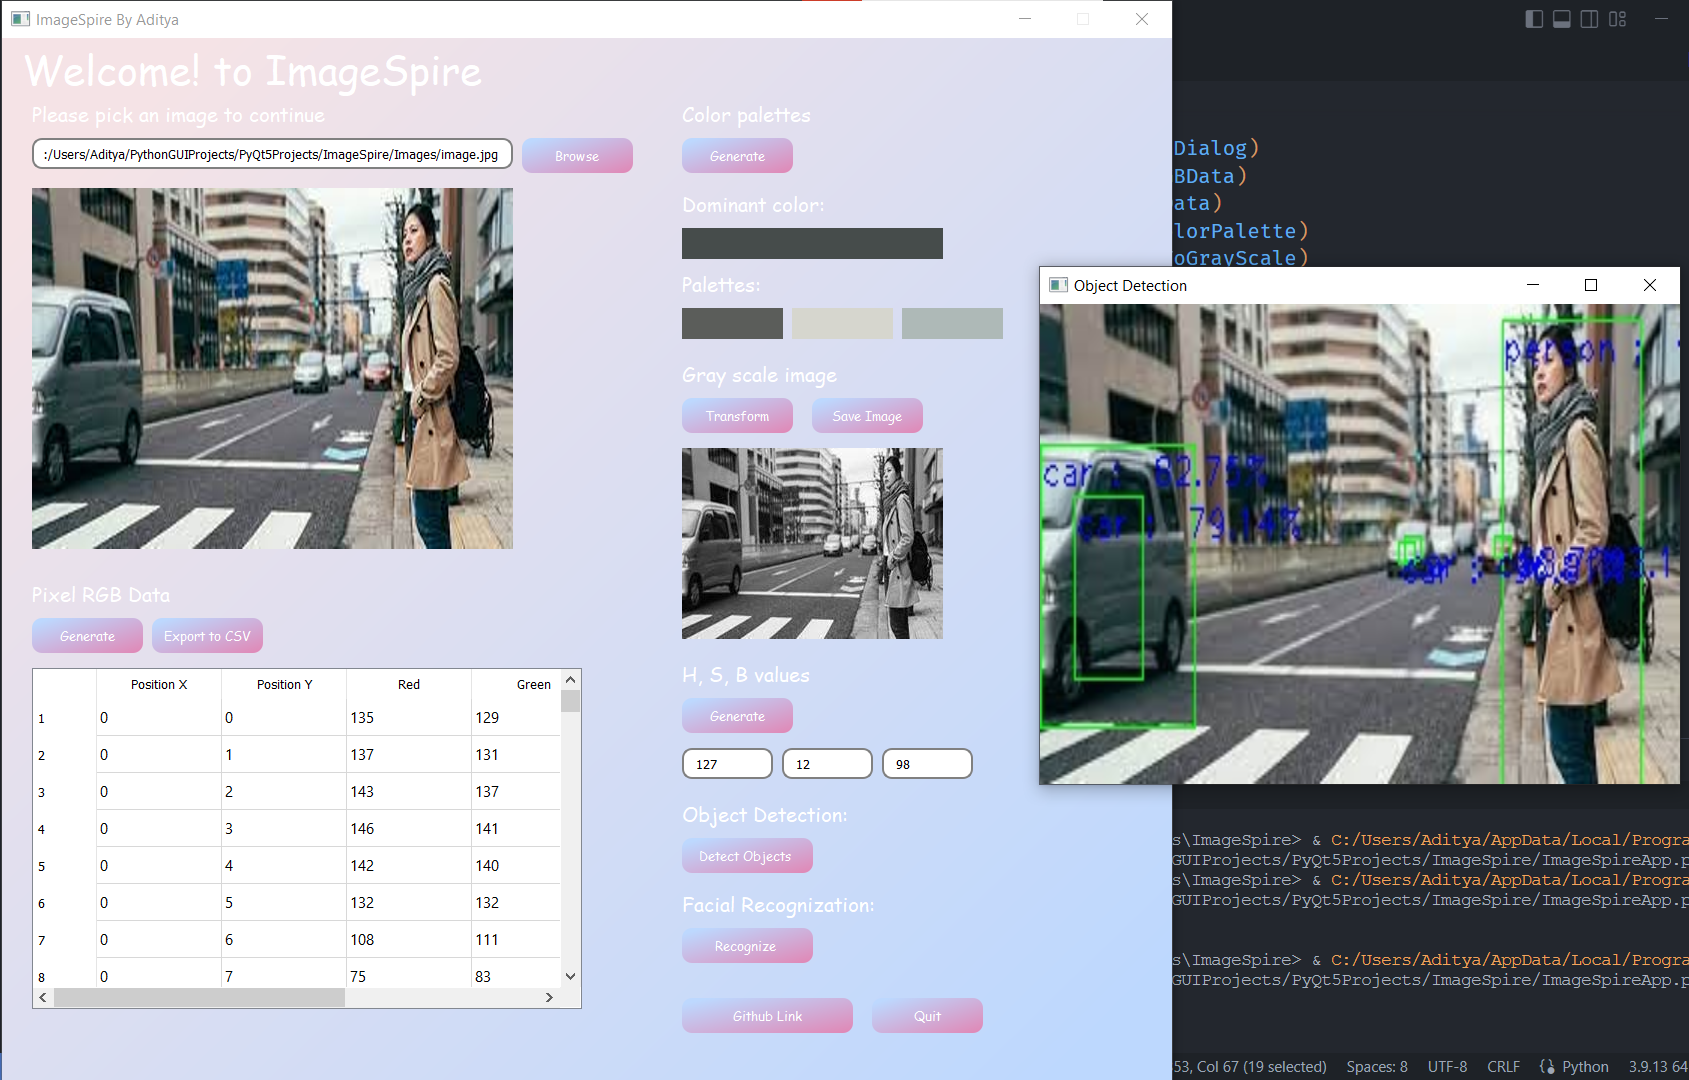 ImageSpire By Aditya
Welcome! to ImageSpire
Please pick an image to continue
:/Users/Aditya/PythonGUIProjects/PyQt5Projects/ImageSpire/Images/image.jpg
Browse
Pixel RGB Data
Generate
Export to CSV
Position X Position Y Red Green
1 0 0 135 129
2 0 1 137 131
3 0 2 143 137
4 0 3 146 141
5 0 4 142 140
6 0 5 132 132
7 0 6 108 111
8 0 7 75 83
Color palettes
Generate
Dominant color:
Palettes:
Gray scale image
Transform
Save Image
H, S, B values
Generate
127
12
98
Object Detection:
Detect Objects
Facial Recognization:
Recognize
Github Link
Quit
Dialog)
BData)
ata)
lorPalette)
oGrayScale)
Object Detection
person :
car : 82.75%
car : 79.14%
car :
s\ImageSpire> & C:/Users/Aditya/AppData/Local/Progra
GUIProjects/PyQt5Projects/ImageSpire/ImageSpireApp.p
s\ImageSpire> & C:/Users/Aditya/AppData/Local/Progra
GUIProjects/PyQt5Projects/ImageSpire/ImageSpireApp.p
s\ImageSpire> & C:/Users/Aditya/AppData/Local/Progra
GUIProjects/PyQt5Projects/ImageSpire/ImageSpireApp.p
53, Col 67 (19 selected) Spaces: 8 UTF-8 CRLF Python 3.9.13 64